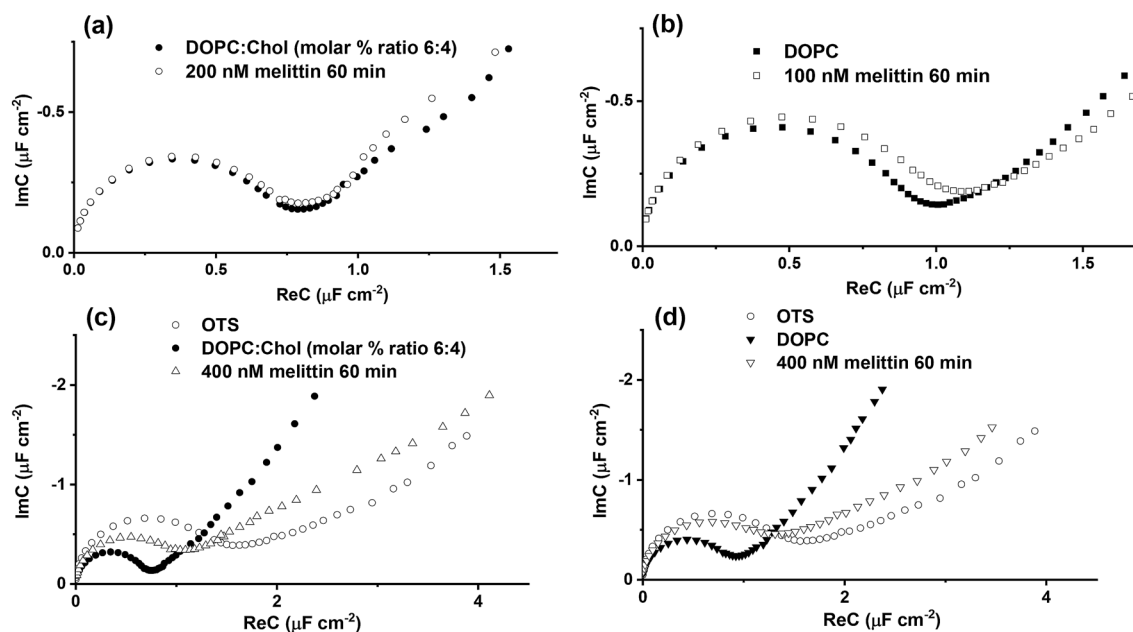 (a)
DOPC:Chol (molar % ratio 6:4)
200 nM melittin 60 min
-0.5
0.0
ImC (μF cm-2)
0.0 0.5 1.0 1.5
ReC (μF cm-2)
(b)
DOPC
100 nM melittin 60 min
-0.5
0.0
ImC (μF cm-2)
0.0 0.5 1.0 1.5
ReC (μF cm-2)
(c)
OTS
DOPC:Chol (molar % ratio 6:4)
400 nM melittin 60 min
-2
-1
0
ImC (μF cm-2)
0 2 4
ReC (μF cm-2)
(d)
OTS
DOPC
400 nM melittin 60 min
-2
-1
0
ImC (μF cm-2)
0 2 4
ReC (μF cm-2)